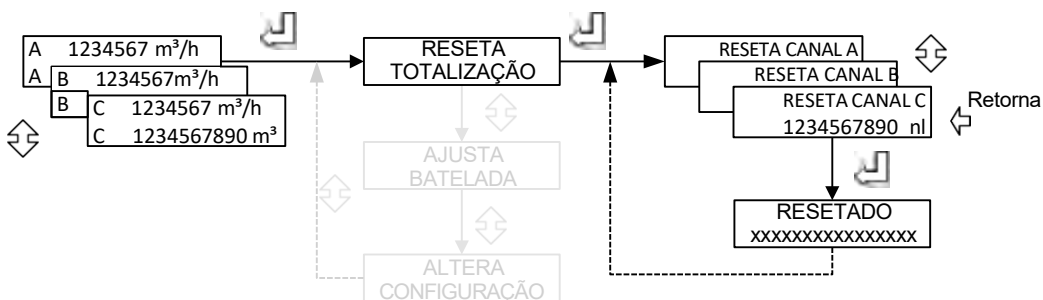 A 1234567 m³/h
A
B 1234567m³/h
B
C 1234567 m³/h
C 1234567890 m³
RESETA
TOTALIZAÇÃO
AJUSTA
BATELADA
ALTERA
CONFIGURAÇÃO
RESETA CANAL A
RESETA CANAL B
RESETA CANAL C
1234567890 nl
Retorna
RESETADO
xxxxxxxxxxxxxxxx